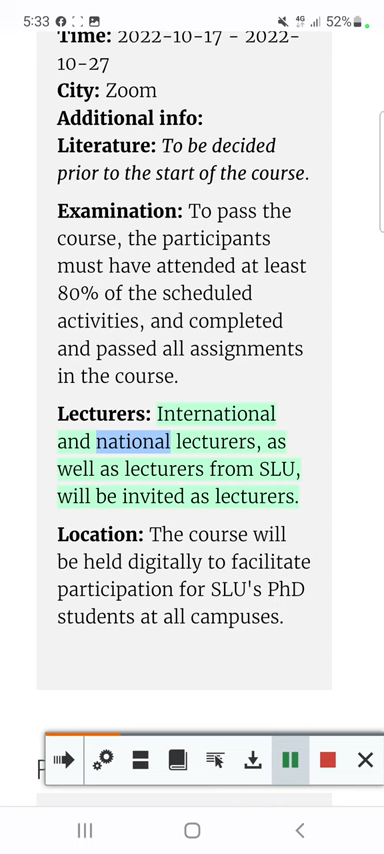 5:33 4G 52%
Time: 2022-10-17 - 2022-
10-27
City: Zoom
Additional info:
Literature: To be decided
prior to the start of the course.
Examination: To pass the
course, the participants
must have attended at least
80% of the scheduled
activities, and completed
and passed all assignments
in the course.
Lecturers: International
and national lecturers, as
well as lecturers from SLU,
will be invited as lecturers.
Location: The course will
be held digitally to facilitate
participation for SLU's PhD
students at all campuses.